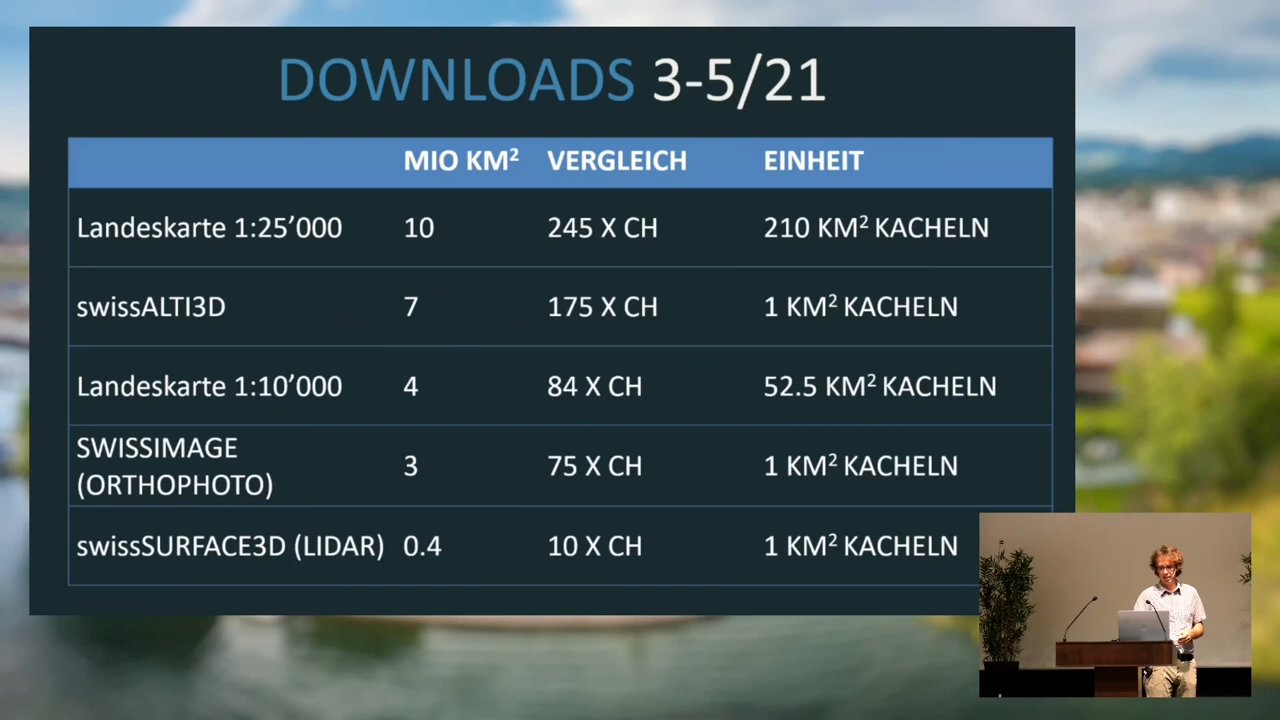 DOWNLOADS 3-5/21
MIO KM² VERGLEICH EINHEIT
Landeskarte 1:25’000 10 245 X CH 210 KM² KACHELN
swissALTI3D 7 175 X CH 1 KM² KACHELN
Landeskarte 1:10’000 4 84 X CH 52.5 KM² KACHELN
SWISSIMAGE
(ORTHOPHOTO) 3 75 X CH 1 KM² KACHELN
swissSURFACE3D (LIDAR) 0.4 10 X CH 1 KM² KACHELN